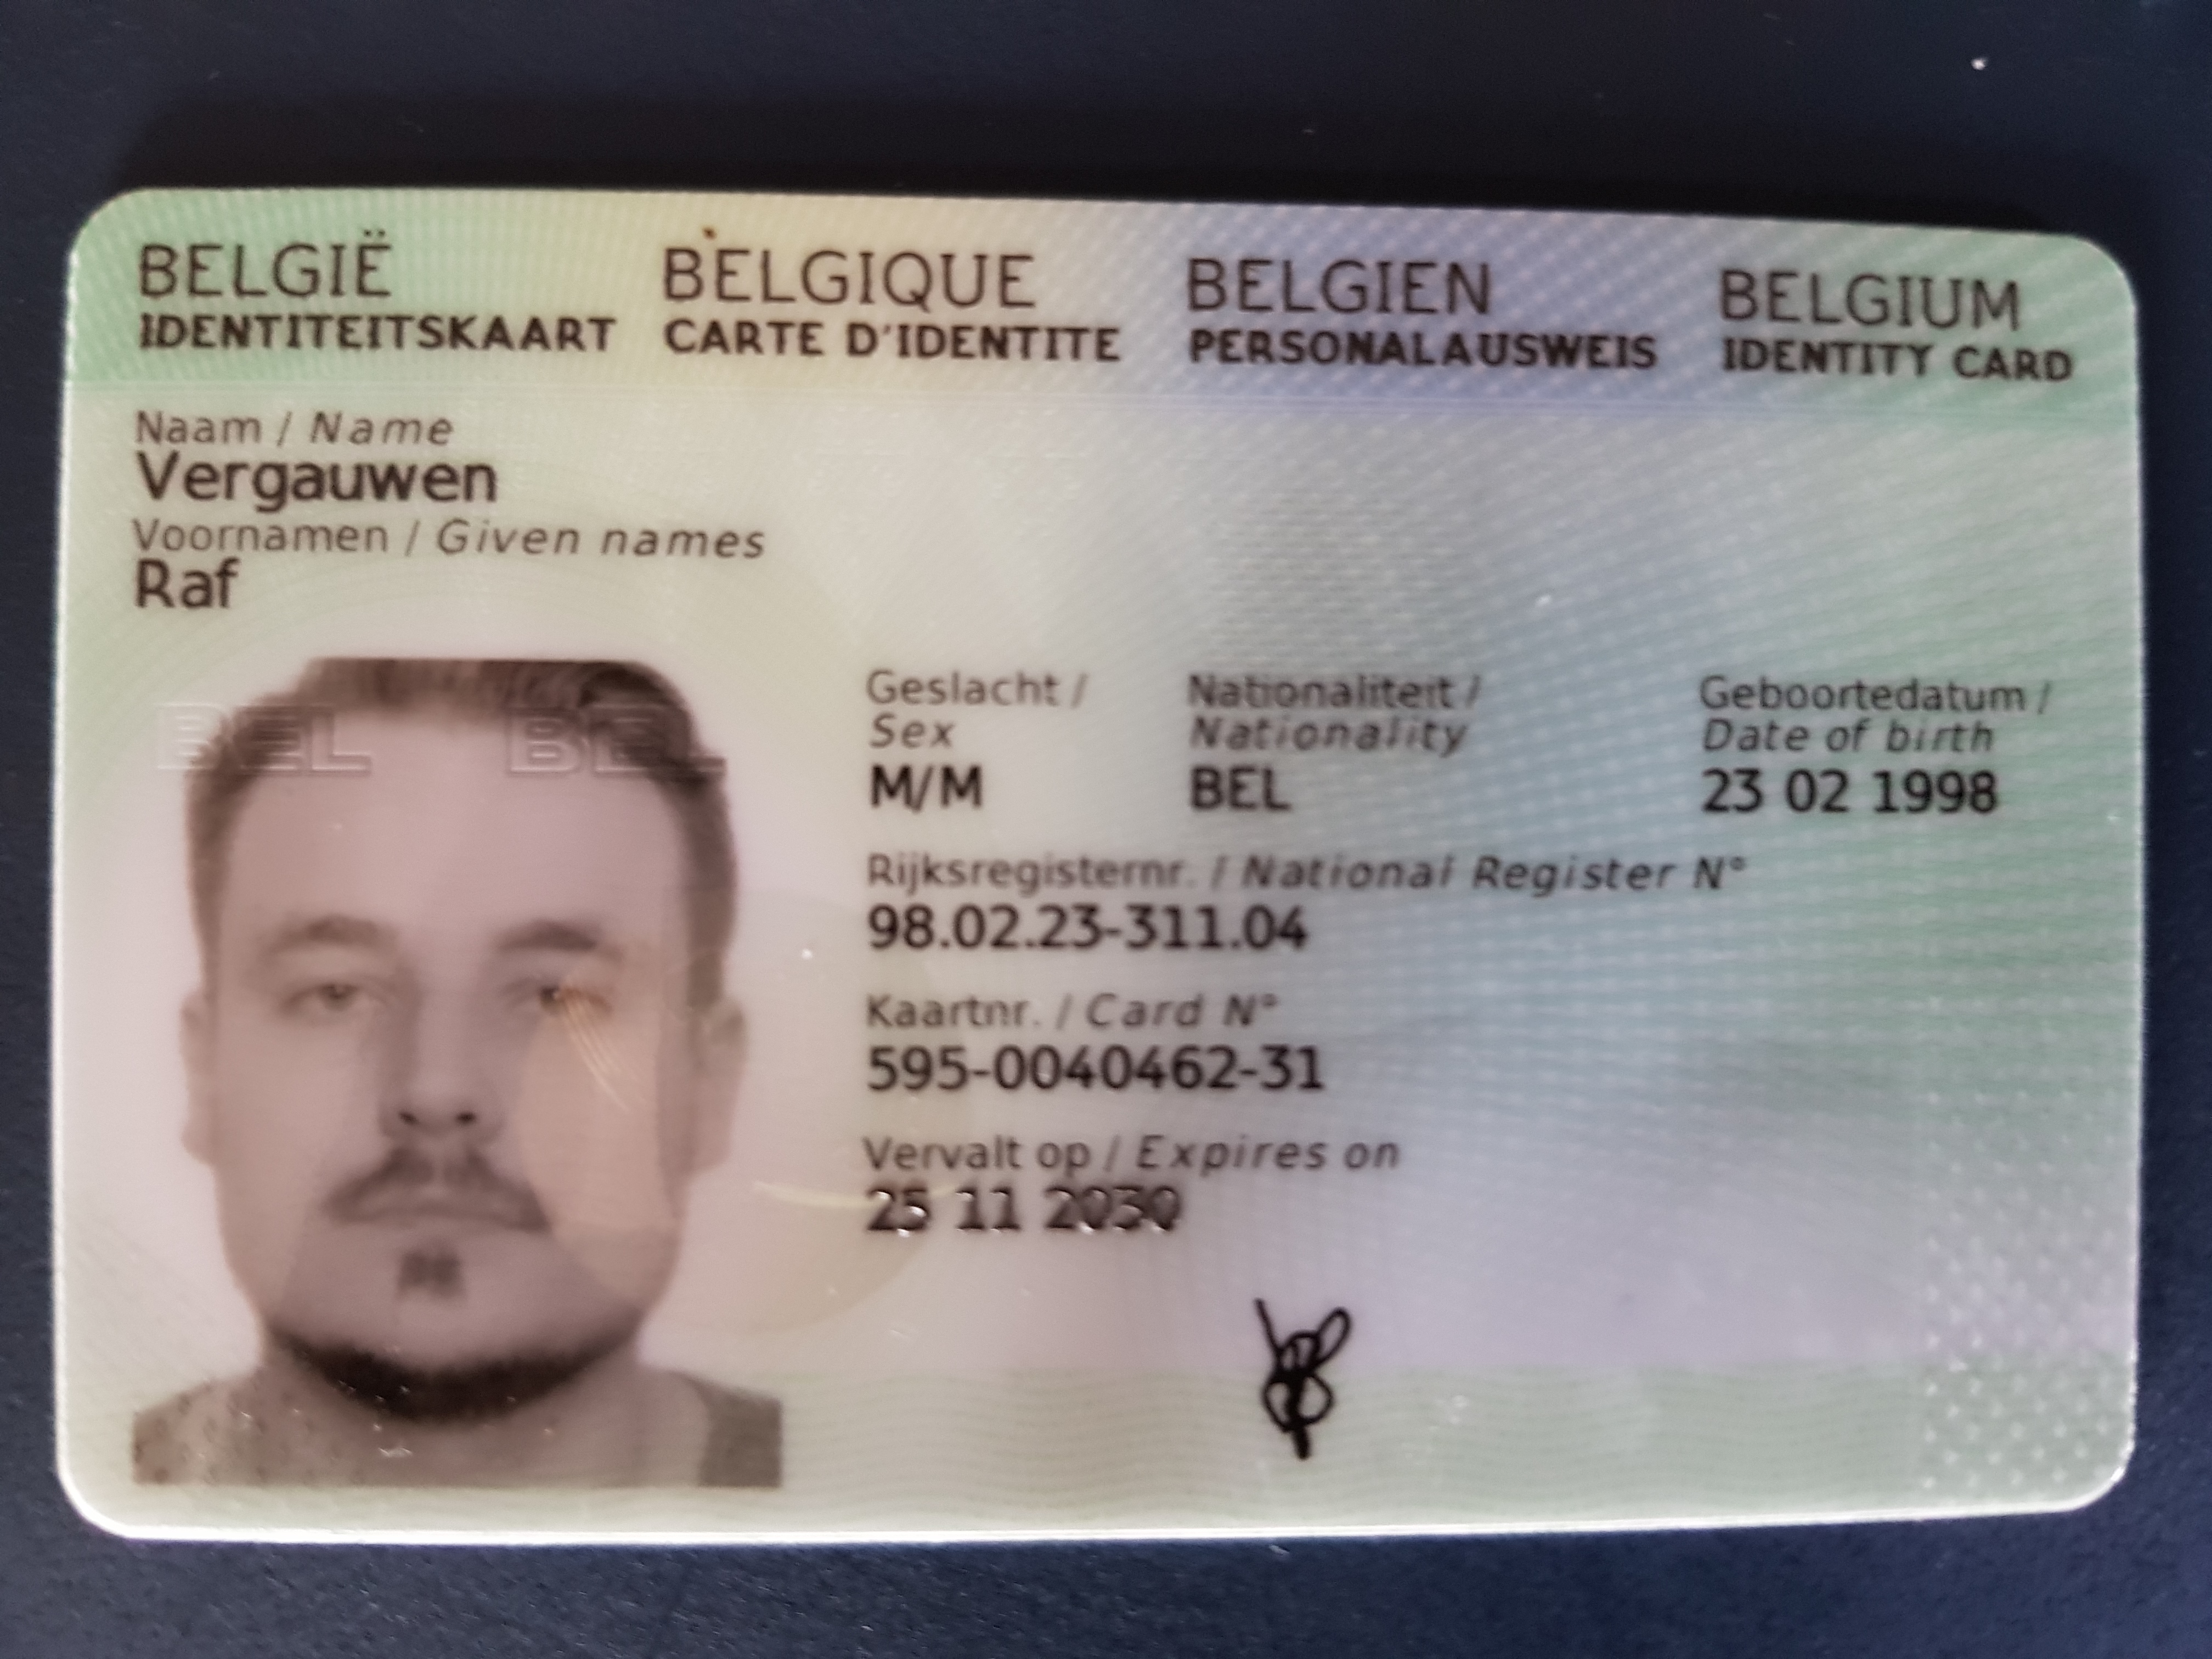 BELGIË BELGIQUE BELGIEN BELGIUM
IDENTITEITSKAART CARTE D'IDENTITE PERSONALAUSWEIS IDENTITY CARD
Naam / Name
Vergauwen
Voornamen / Given names
Raf
BEL BEL
Geslacht / Nationaliteit / Geboortedatum /
Sex Nationality Date of birth
M/M BEL 23 02 1998
Rijksregisternr. / National Register N°
98.02.23-311.04
Kaartnr. / Card N°
595-0040462-31
Vervalt op / Expires on
25 11 2030